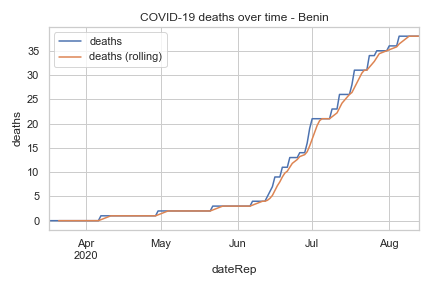 COVID-19 deaths over time - Benin
deaths
deaths (rolling)
35
30
25
20
15
10
5
0
deaths
Apr
2020
May
Jun
Jul
Aug
dateRep